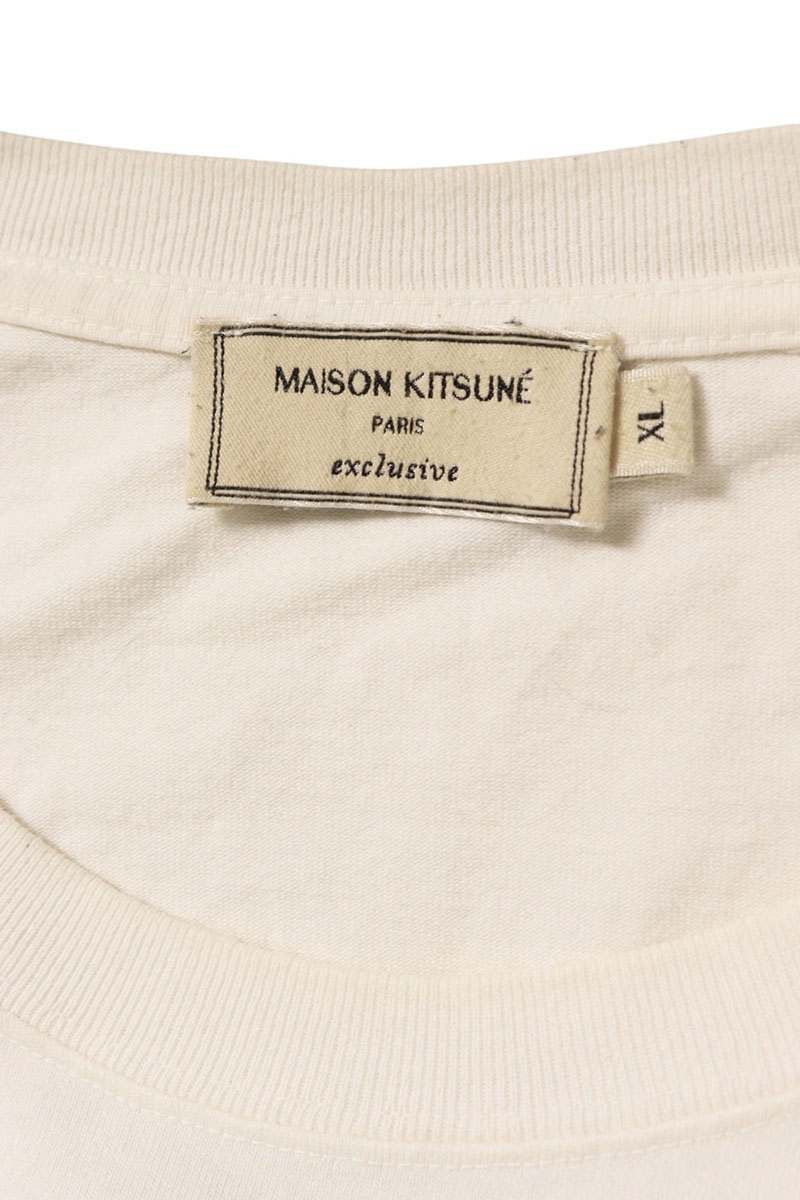 MAISON KITSUNÉ
PARIS
exclusive
XL